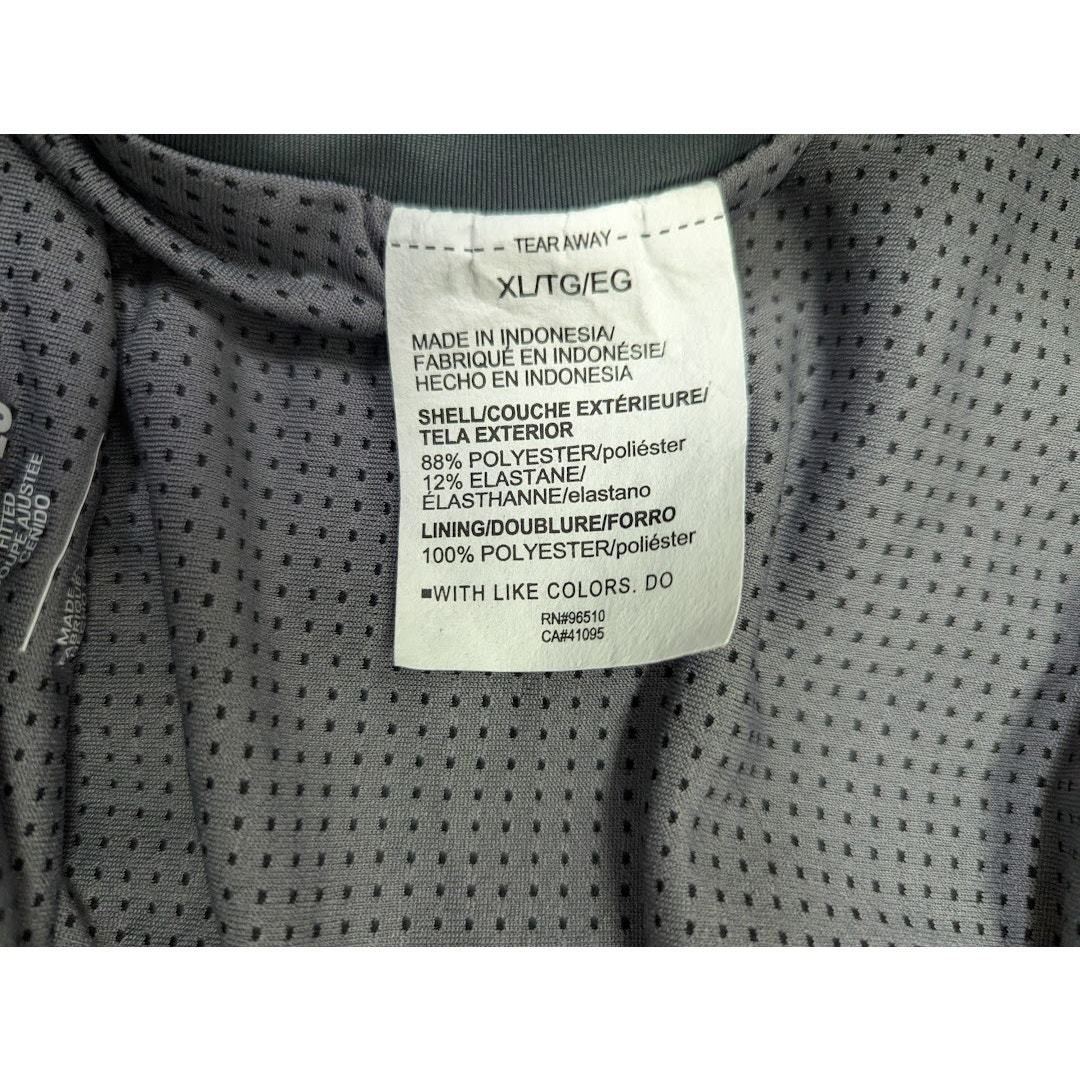 - - - - - - TEAR AWAY - - - - - -
XL/TG/EG
MADE IN INDONESIA/
FABRIQUÉ EN INDONÉSIE/
HECHO EN INDONESIA
SHELL/COUCHE EXTÉRIEURE/
TELA EXTERIOR
88% POLYESTER/poliéster
12% ELASTANE/
ÉLASTHANNE/elastano
LINING/DOUBLURE/FORRO
100% POLYESTER/poliéster
■WITH LIKE COLORS. DO
RN#96510
CA#41095
FITTED
AJUSTÉE
MADE